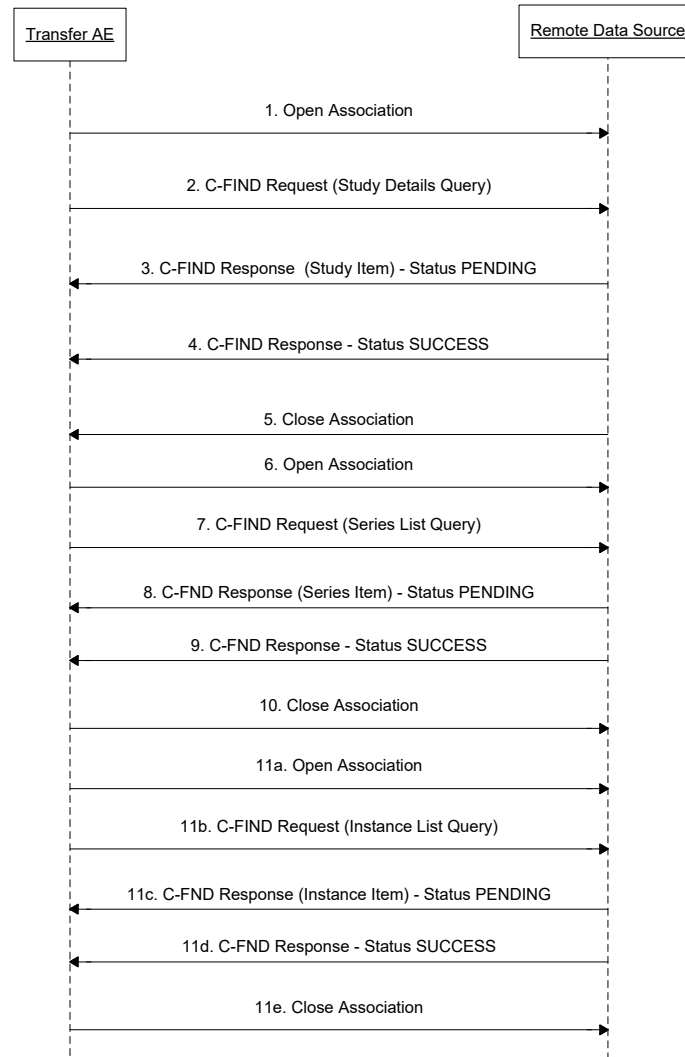 Transfer AE
Remote Data Source
1. Open Association
2. C-FIND Request (Study Details Query)
3. C-FIND Response  (Study Item) - Status PENDING
4. C-FIND Response - Status SUCCESS
5. Close Association
6. Open Association
7. C-FIND Request (Series List Query)
8. C-FND Response (Series Item) - Status PENDING
9. C-FND Response - Status SUCCESS
10. Close Association
11a. Open Association
11b. C-FIND Request (Instance List Query)
11c. C-FND Response (Instance Item) - Status PENDING
11d. C-FND Response - Status SUCCESS
11e. Close Association